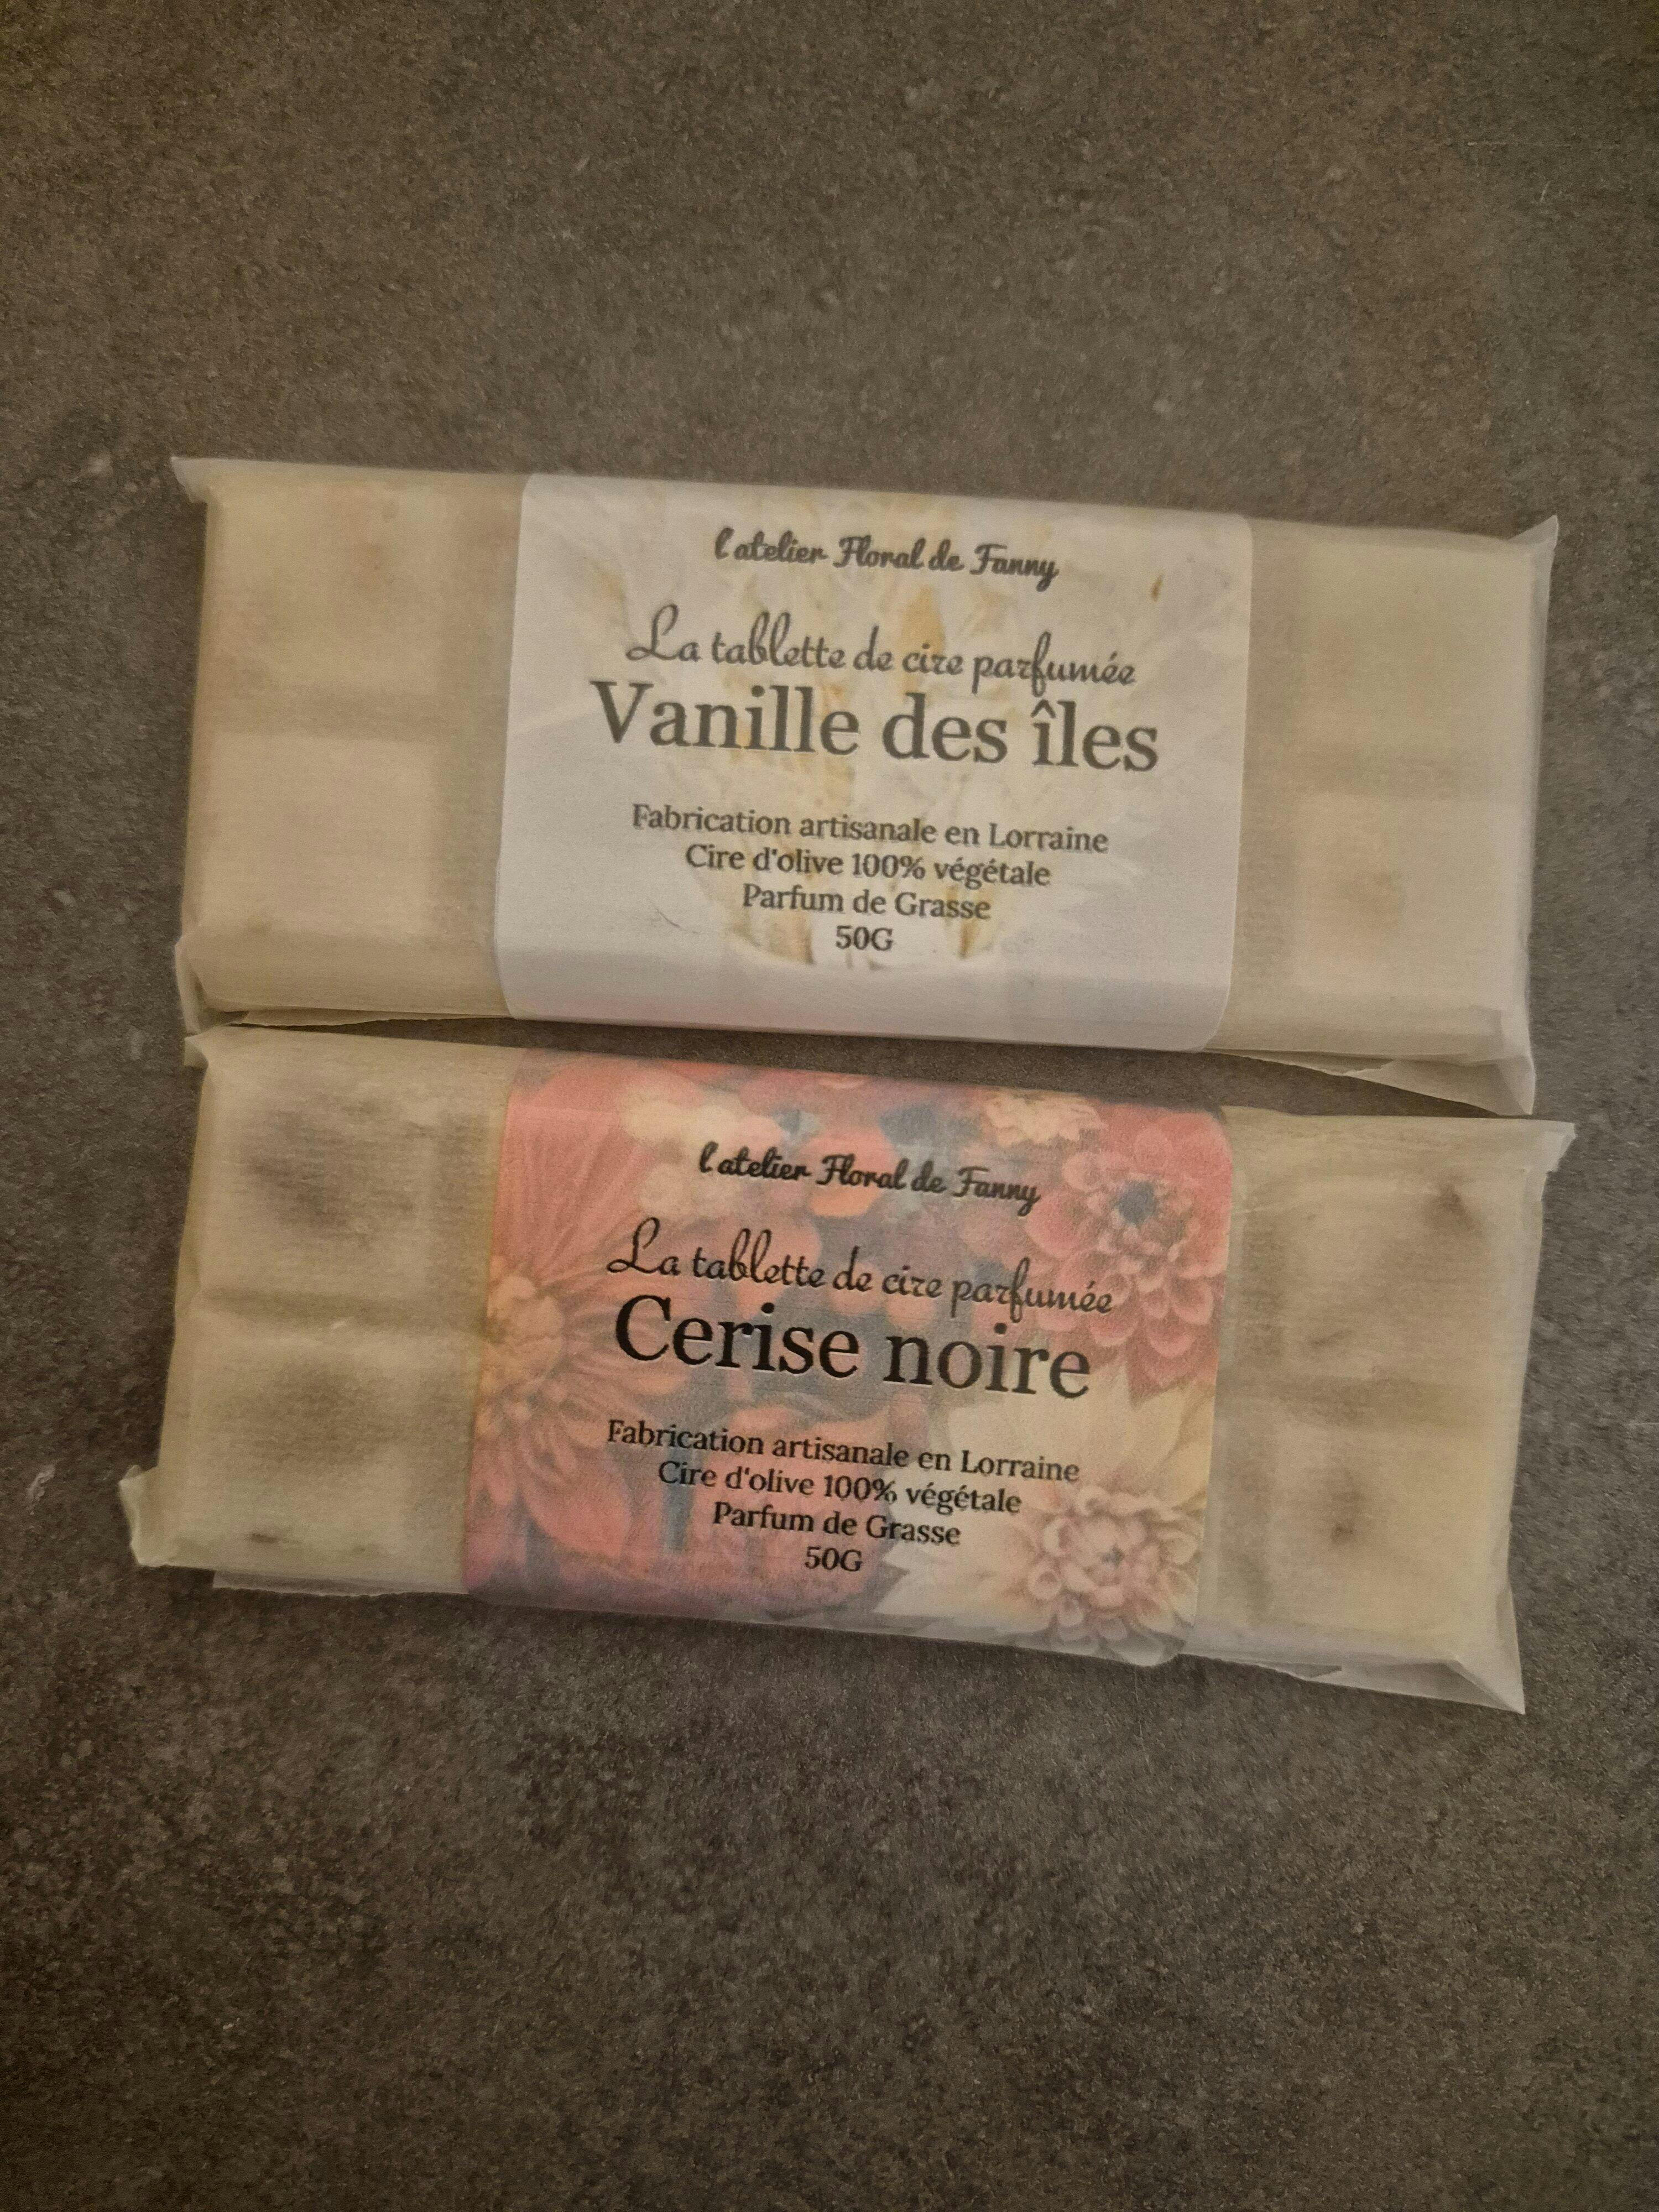 l'atelier Floral de Fanny
La tablette de cire parfumée
Vanille des îles
Fabrication artisanale en Lorraine
Cire d'olive 100% végétale
Parfum de Grasse
50G
l'atelier Floral de Fanny
La tablette de cire parfumée
Cerise noire
Fabrication artisanale en Lorraine
Cire d'olive 100% végétale
Parfum de Grasse
50G